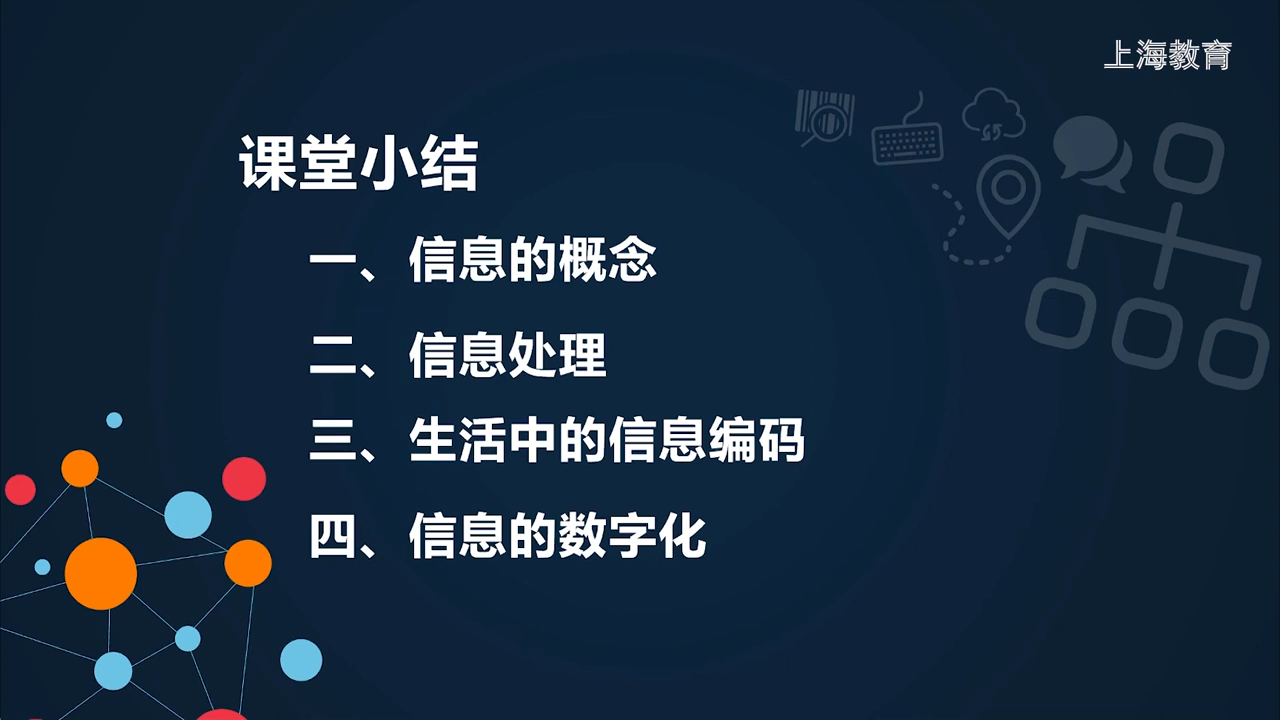 上海教育
课堂小结
一、信息的概念
二、信息处理
三、生活中的信息编码
四、信息的数字化